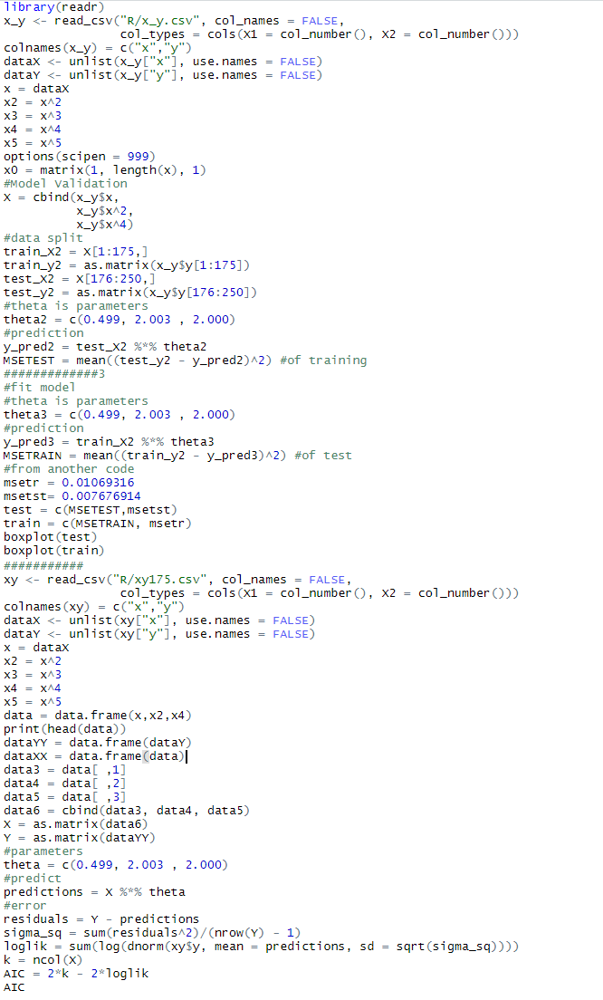 library(readr)
x_y <- read_csv("R/x_y.csv", col_names = FALSE,
col_types = cols(X1 = col_number(), X2 = col_number()))
colnames(x_y) = c("x","y")
dataX <- unlist(x_y["x"], use.names = FALSE)
dataY <- unlist(x_y["y"], use.names = FALSE)
x = dataX
x2 = x^2
x3 = x^3
x4 = x^4
x5 = x^5
options(scipen = 999)
x0 = matrix(1, length(x), 1)
#Model Validation
X = cbind(x_y$x,
x_y$x^2,
x_y$x^4)
#data split
train_X2 = X[1:175,]
train_y2 = as.matrix(x_y$y[1:175])
test_X2 = X[176:250,]
test_y2 = as.matrix(x_y$y[176:250])
#theta is parameters
theta2 = c(0.499, 2.003 , 2.000)
#prediction
y_pred2 = test_X2 %*% theta2
MSETEST = mean((test_y2 - y_pred2)^2) #of training
#############3
#fit model
#theta is parameters
theta3 = c(0.499, 2.003 , 2.000)
#prediction
y_pred3 = train_X2 %*% theta3
MSETRAIN = mean((train_y2 - y_pred3)^2) #of test
#from another code
msetr = 0.01069316
msetst= 0.007676914
test = c(MSETEST,msetst)
train = c(MSETRAIN, msetr)
boxplot(test)
boxplot(train)
###########
xy <- read_csv("R/xy175.csv", col_names = FALSE,
col_types = cols(X1 = col_number(), X2 = col_number()))
colnames(xy) = c("x","y")
dataX <- unlist(xy["x"], use.names = FALSE)
dataY <- unlist(xy["y"], use.names = FALSE)
x = dataX
x2 = x^2
x3 = x^3
x4 = x^4
x5 = x^5
data = data.frame(x,x2,x4)
print(head(data))
dataYY = data.frame(dataY)
dataXX = data.frame(data)
data3 = data[ ,1]
data4 = data[ ,2]
data5 = data[ ,3]
data6 = cbind(data3, data4, data5)
X = as.matrix(data6)
Y = as.matrix(dataYY)
#parameters
theta = c(0.499, 2.003 , 2.000)
#predict
predictions = X %*% theta
#error
residuals = Y - predictions
sigma_sq = sum(residuals^2)/(nrow(Y) - 1)
loglik = sum(log(dnorm(xy$y, mean = predictions, sd = sqrt(sigma_sq))))
k = ncol(X)
AIC = 2*k - 2*loglik
AIC